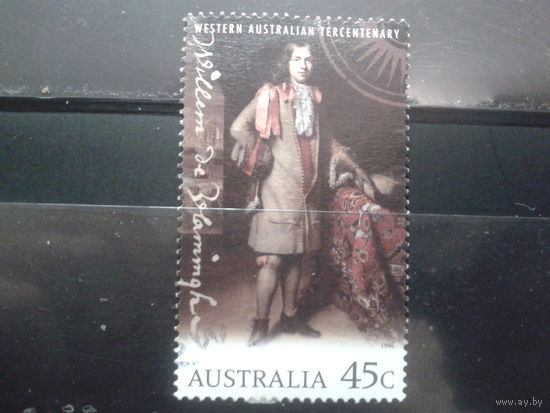 WESTERN AUSTRALIAN TERCENTENARY
Willem de Vlamingh
1996
AUSTRALIA 45C
www.ay.by